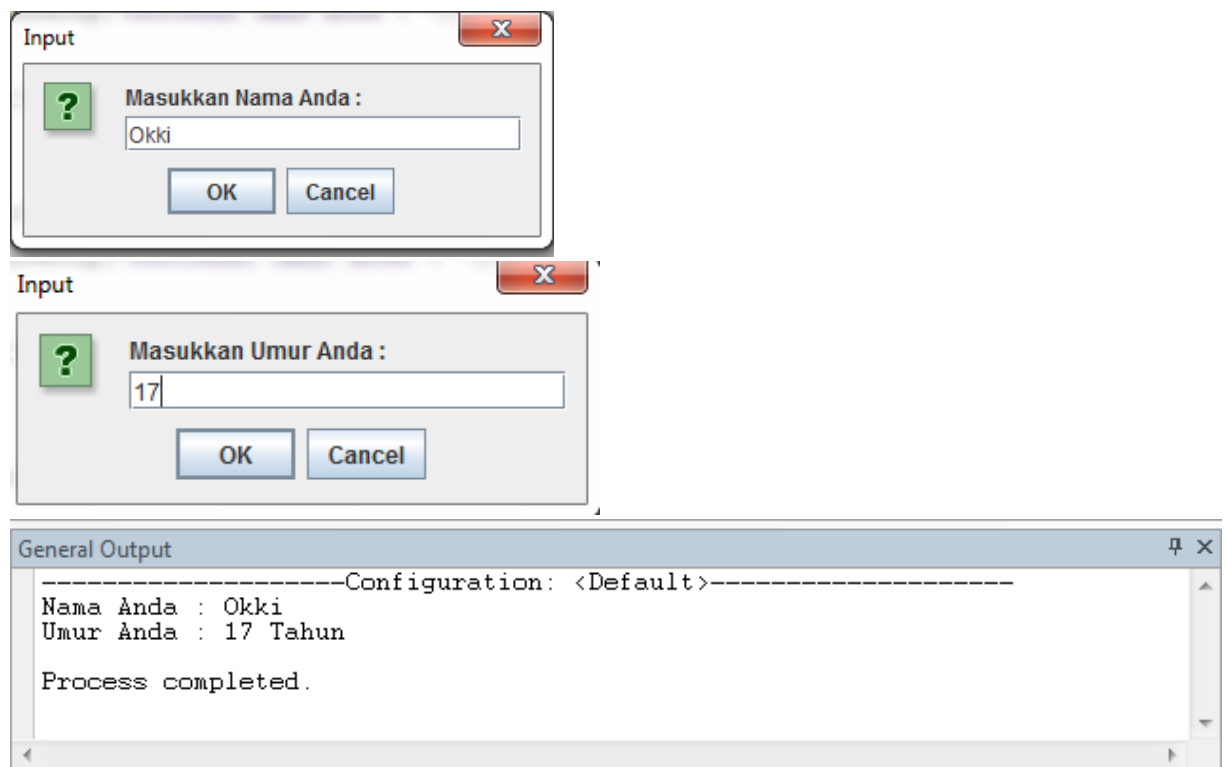 Input
Masukkan Nama Anda :
Okki
OK Cancel
Input
Masukkan Umur Anda :
17
OK Cancel
General Output
--------------------Configuration: <Default>--------------------
Nama Anda : Okki
Umur Anda : 17 Tahun
Process completed.